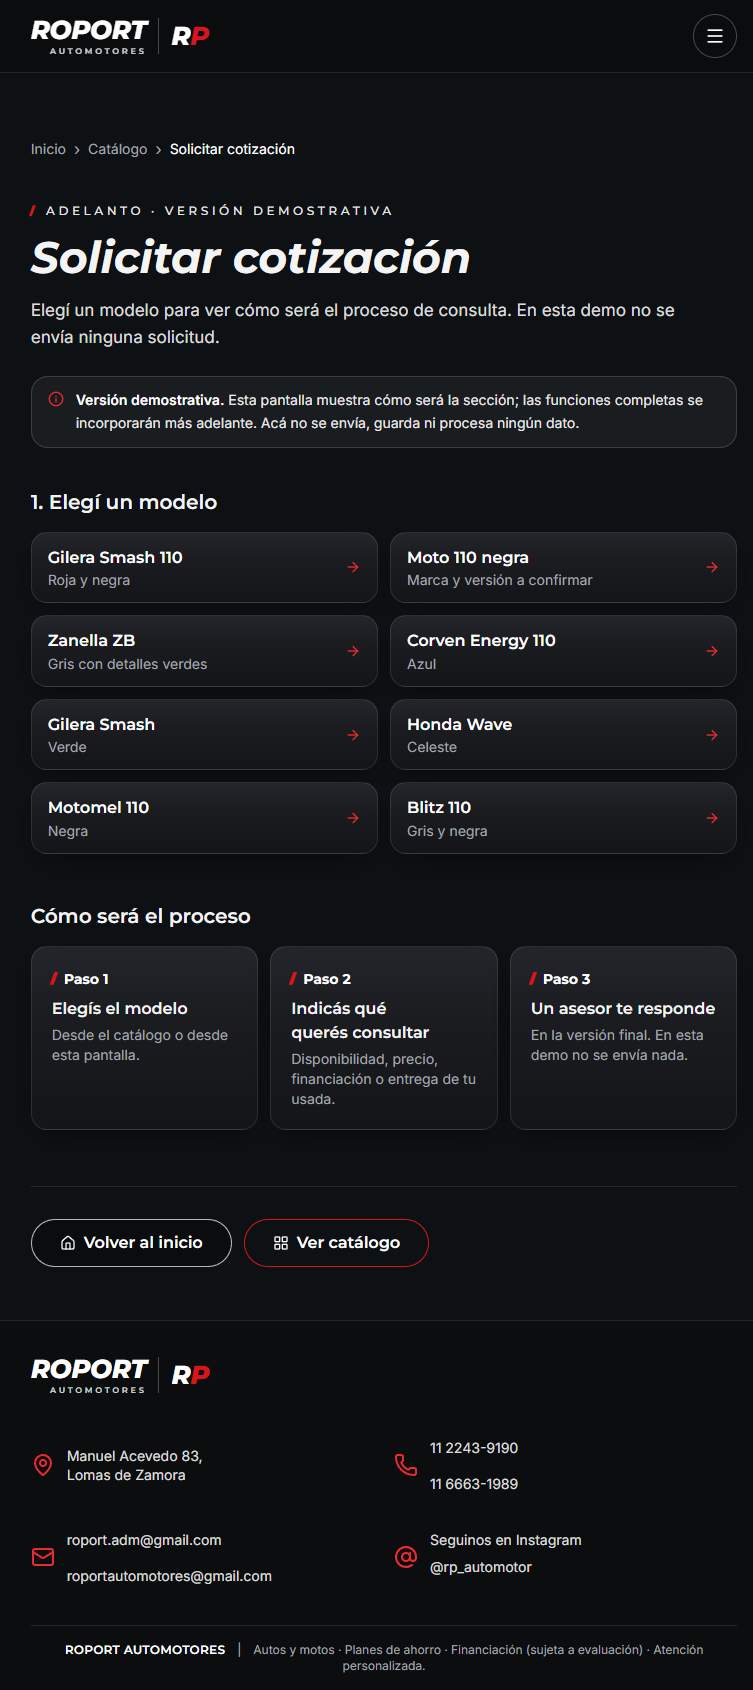 ROPORT
AUTOMOTORES
RP
Inicio › Catálogo › Solicitar cotización
ADELANTO · VERSIÓN DEMOSTRATIVA
Solicitar cotización
Elegí un modelo para ver cómo será el proceso de consulta. En esta demo no se
envía ninguna solicitud.
Versión demostrativa. Esta pantalla muestra cómo será la sección; las funciones completas se
incorporarán más adelante. Acá no se envía, guarda ni procesa ningún dato.
1. Elegí un modelo
Gilera Smash 110
Roja y negra
Moto 110 negra
Marca y versión a confirmar
Zanella ZB
Gris con detalles verdes
Corven Energy 110
Azul
Gilera Smash
Verde
Honda Wave
Celeste
Motomel 110
Negra
Blitz 110
Gris y negra
Cómo será el proceso
Paso 1
Elegís el modelo
Desde el catálogo o desde
esta pantalla.
Paso 2
Indicás qué
querés consultar
Disponibilidad, precio,
financiación o entrega de tu
usada.
Paso 3
Un asesor te responde
En la versión final. En esta
demo no se envía nada.
Volver al inicio
Ver catálogo
ROPORT
AUTOMOTORES
RP
Manuel Acevedo 83,
Lomas de Zamora
11 2243-9190
11 6663-1989
roport.adm@gmail.com
roportautomotores@gmail.com
Seguinos en Instagram
@rp_automotor
ROPORT AUTOMOTORES | Autos y motos · Planes de ahorro · Financiación (sujeta a evaluación) · Atención
personalizada.